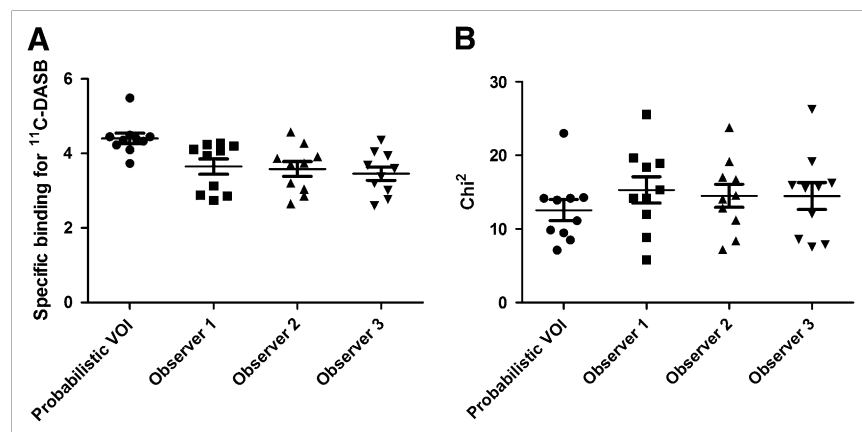 A
Specific binding for ¹¹C-DASB
6
4
2
0
Probabilistic VOI
Observer 1
Observer 2
Observer 3
B
Chi²
30
20
10
0
Probabilistic VOI
Observer 1
Observer 2
Observer 3